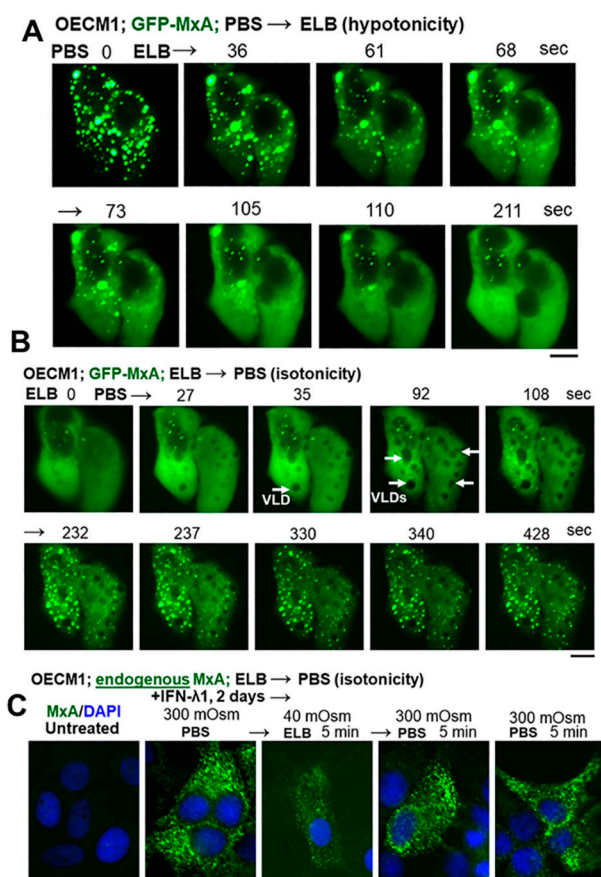 A
OECM1; GFP-MxA; PBS → ELB (hypotonicity)
PBS 0 ELB → 36 61 68 sec
→ 73 105 110 211 sec
B
OECM1; GFP-MxA; ELB → PBS (isotonicity)
ELB 0 PBS → 27 35 92 108 sec
VLD VLDs
→ 232 237 330 340 428 sec
OECM1; endogenous MxA; ELB → PBS (isotonicity)
+IFN-λ1, 2 days →
C
MxA/DAPI 300 mOsm 40 mOsm 300 mOsm 300 mOsm
Untreated PBS → ELB 5 min → PBS 5 min PBS 5 min